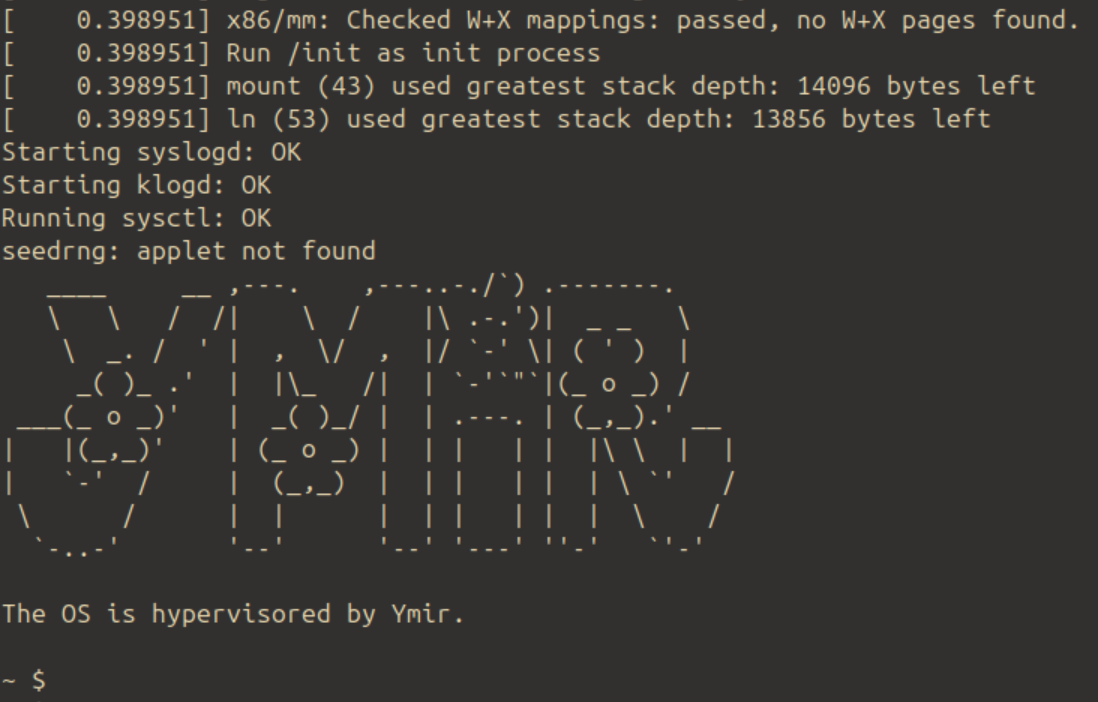 [    0.398951] x86/mm: Checked W+X mappings: passed, no W+X pages found.
[    0.398951] Run /init as init process
[    0.398951] mount (43) used greatest stack depth: 14096 bytes left
[    0.398951] ln (53) used greatest stack depth: 13856 bytes left
Starting syslogd: OK
Starting klogd: OK
Running sysctl: OK
seedrng: applet not found
YMiR
The OS is hypervisored by Ymir.
~ $